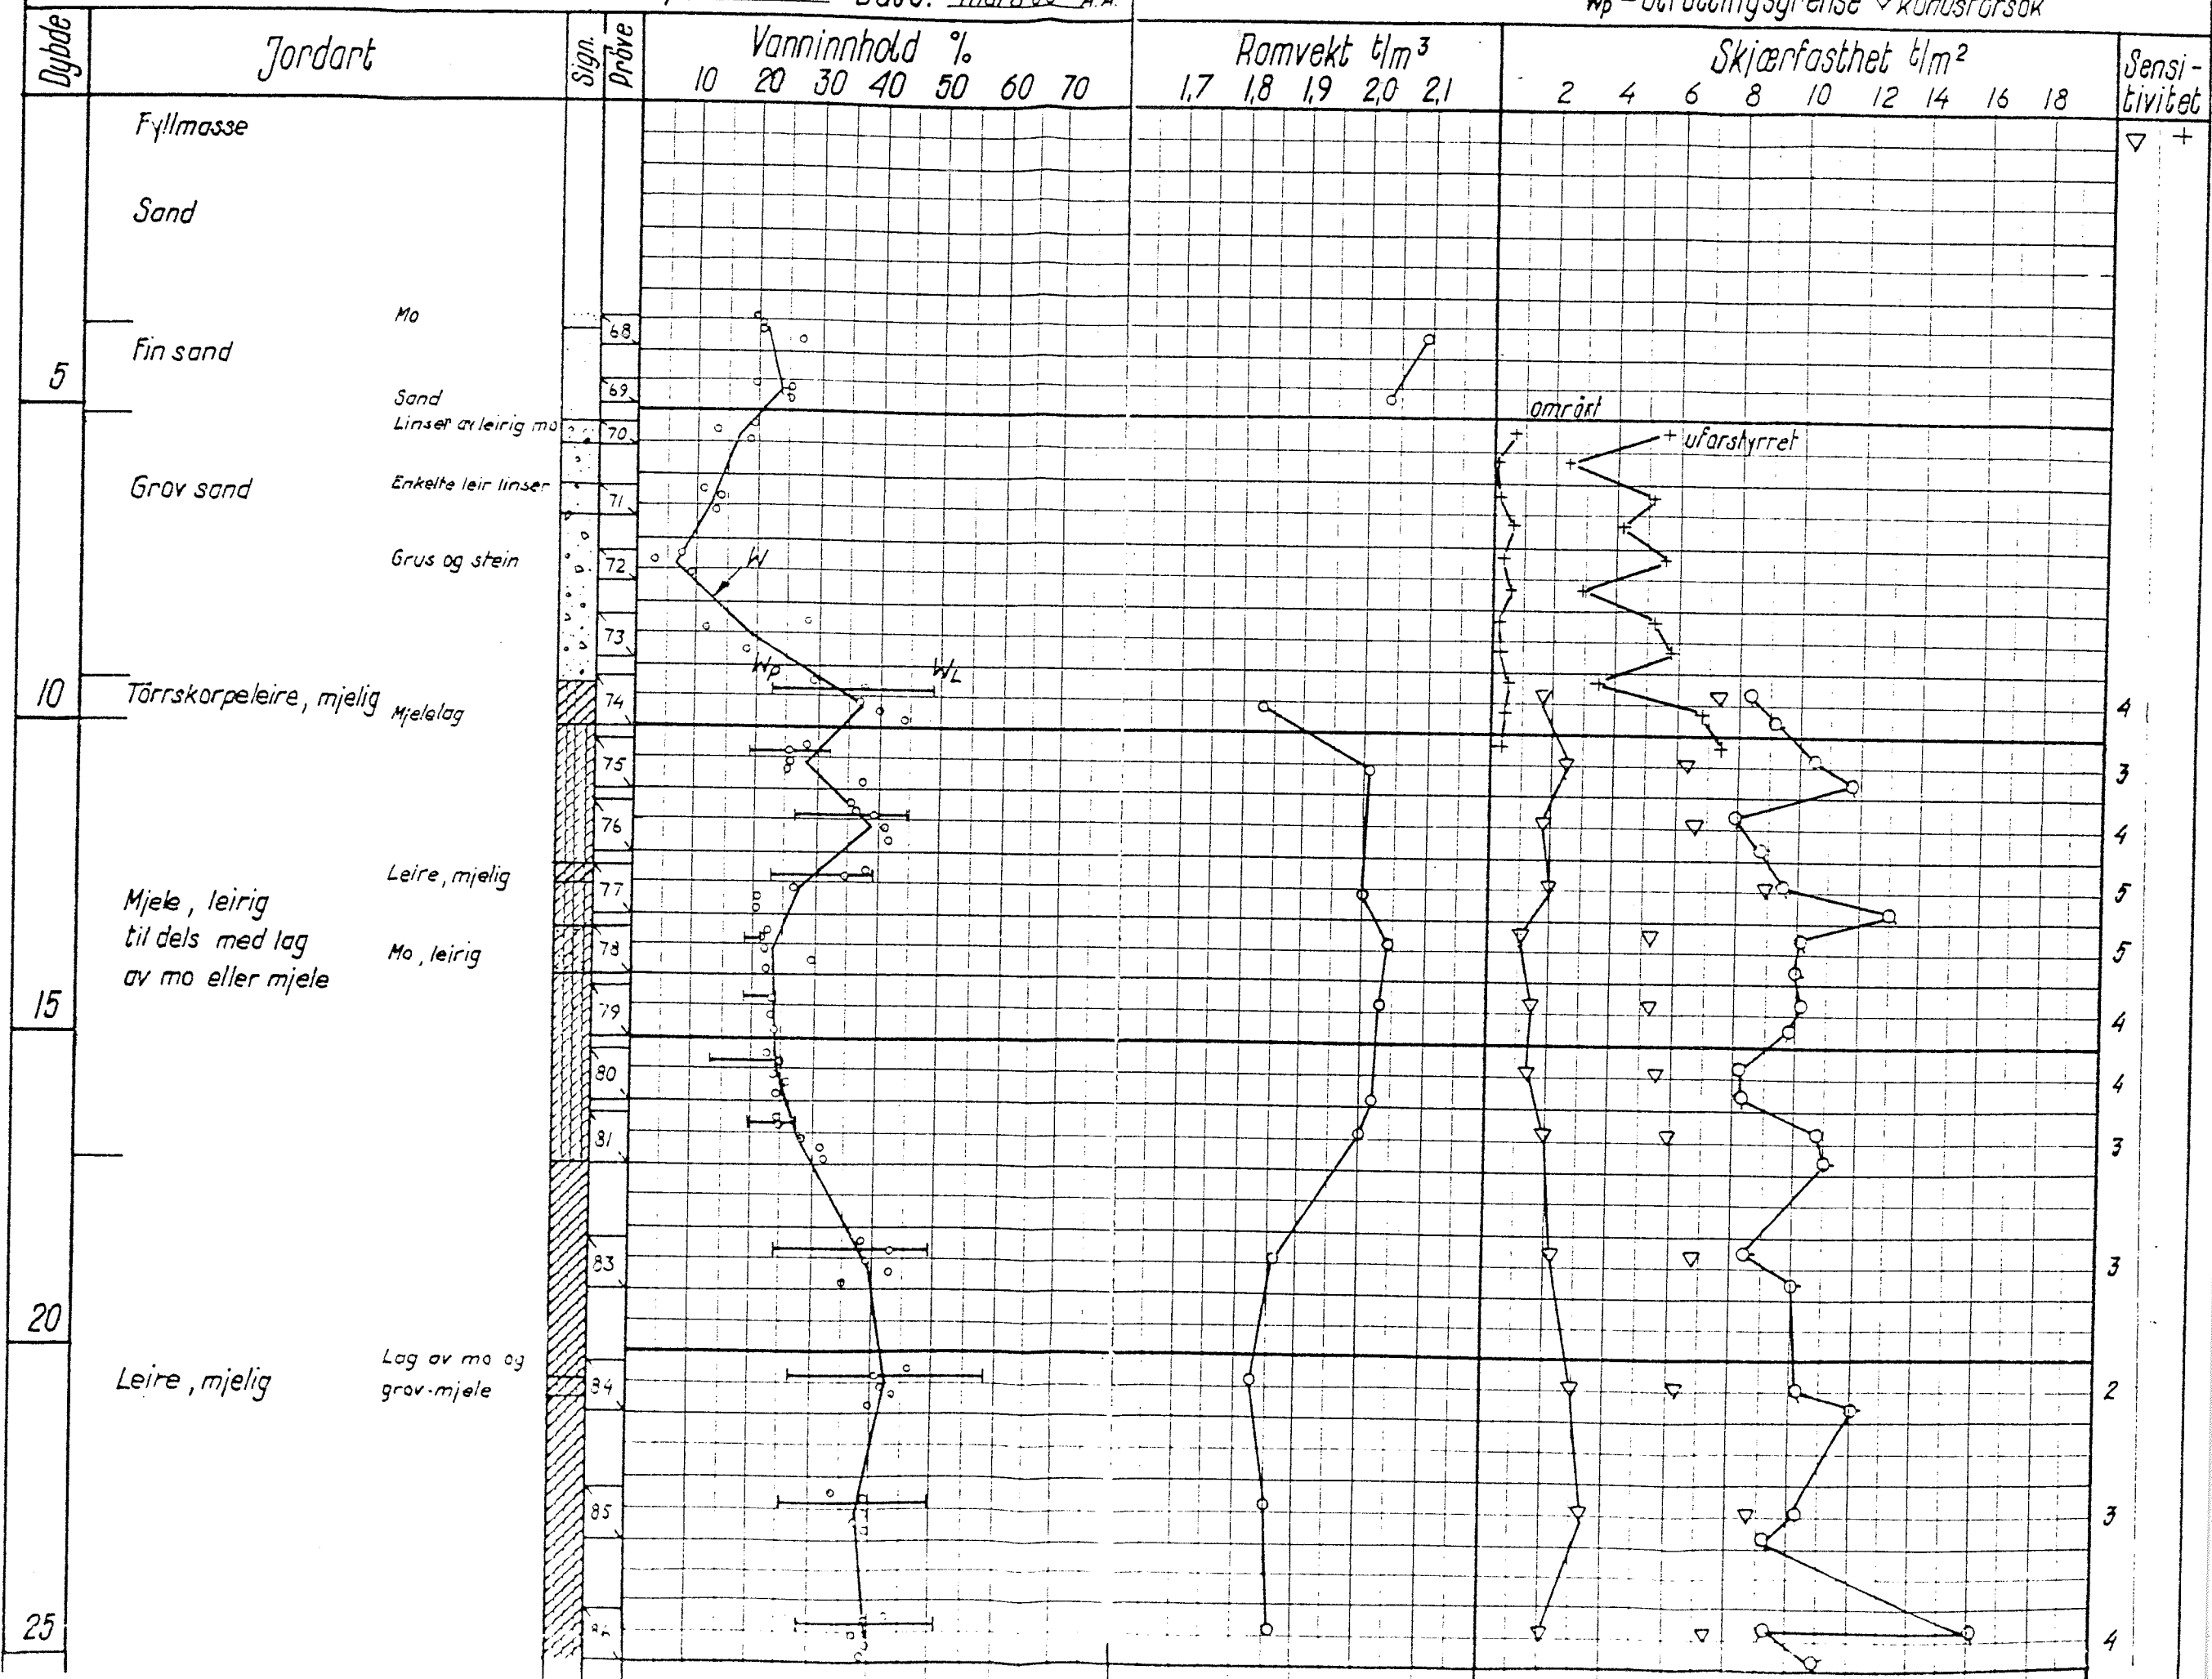 Dato: mars
Wp - utrullingsgrense ▽ konusforsøk
Dybde
Jordart
Sign.
Prøve
Vanninnhold %
10 20 30 40 50 60 70
Romvekt t/m³
1,7 1,8 1,9 2,0 2,1
Skjærfasthet t/m²
2 4 6 8 10 12 14 16 18
Sensi-
tivitet
▽ +
Fyllmasse
Sand
Mo
68
Fin sand
5
69
Sand
Linser av leirig mo
70
omrørt
+ uforstyrret
Grov sand
Enkelte leir linser
71
Grus og stein
72
W
73
Wp
WL
10
Tørrskorpeleire, mjelig
Mjelelag
74
4
75
3
76
4
Leire, mjelig
77
5
Mjele, leirig
til dels med lag
av mo eller mjele
Mo, leirig
78
5
15
79
4
80
4
81
3
83
3
20
Lag av mo og
grov-mjele
Leire, mjelig
84
2
85
3
25
86
4